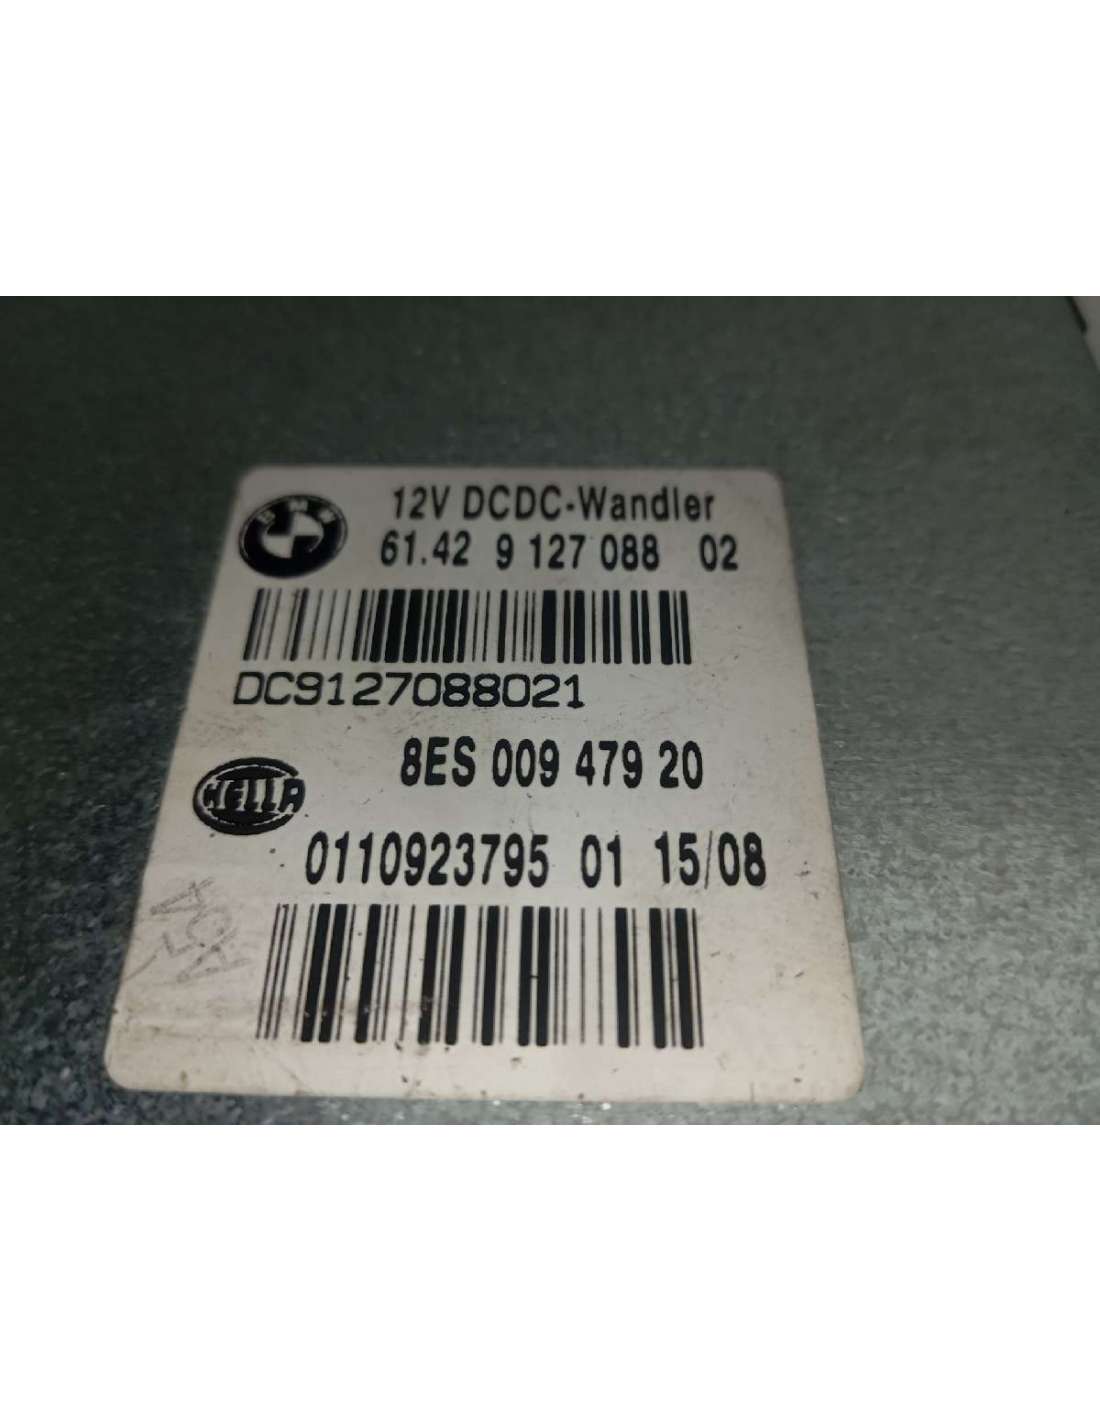 BMW
12V DCDC-Wandler
61.42 9 127 088 02
DC9127088021
8ES 009 479 20
HELLA
0110923795 01 15/08